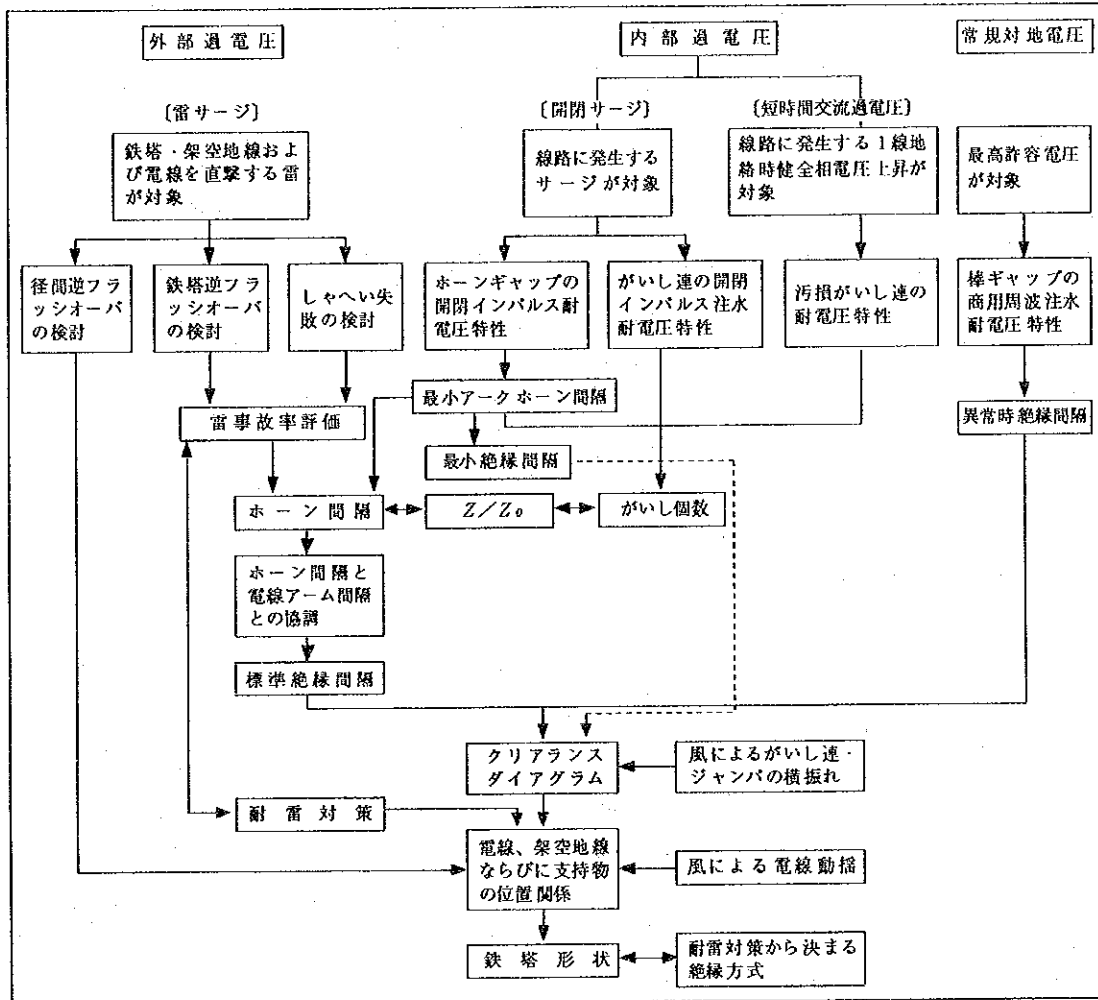 外部過電圧
内部過電圧
常規対地電圧
〔雷サージ〕
〔開閉サージ〕
〔短時間交流過電圧〕
鉄塔・架空地線およ
び電線を直撃する雷
が対象
線路に発生する
サージが対象
線路に発生する1線地
絡時健全相電圧上昇が
対象
最高許容電圧
が対象
径間逆フラ
ッシオーバ
の検討
鉄塔逆フラ
ッシオーバ
の検討
しゃへい失
敗の検討
ホーンギャップの
開閉インパルス耐
電圧特性
がいし連の開閉
インパルス注水
耐電圧特性
汚損がいし連の
耐電圧特性
棒ギャップの
商用周波注水
耐電圧特性
最小アークホーン間隔
雷事故率評価
異常時絶縁間隔
最小絶縁間隔
ホーン間隔
Z/Z₀
がいし個数
ホーン間隔と
電線アーム間隔
との協調
標準絶縁間隔
クリアランス
ダイアグラム
風によるがいし連・
ジャンパの横振れ
耐雷対策
電線、架空地線
ならびに支持物
の位置関係
風による電線動揺
鉄塔形状
耐雷対策から決まる
絶縁方式